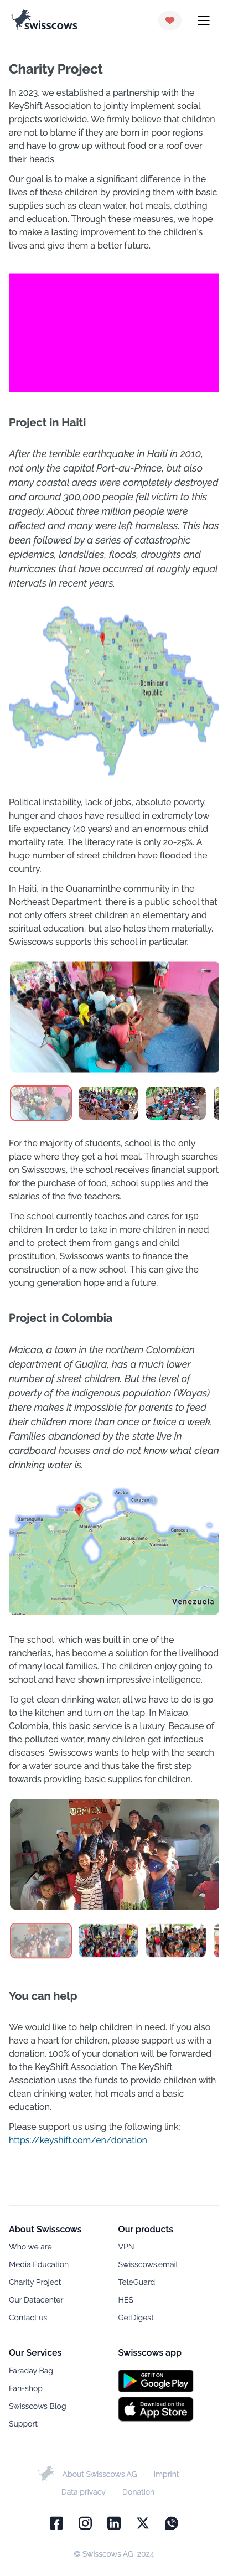 swisscows
Charity Project
In 2023, we established a partnership with the
KeyShift Association to jointly implement social
projects worldwide. We firmly believe that children
are not to blame if they are born in poor regions
and have to grow up without food or a roof over
their heads.
Our goal is to make a significant difference in the
lives of these children by providing them with basic
supplies such as clean water, hot meals, clothing
and education. Through these measures, we hope
to make a lasting improvement to the children's
lives and give them a better future.
Project in Haiti
After the terrible earthquake in Haiti in 2010,
not only the capital Port-au-Prince, but also
many coastal areas were completely destroyed
and around 300,000 people fell victim to this
tragedy. About three million people were
affected and many were left homeless. This has
been followed by a series of catastrophic
epidemics, landslides, floods, droughts and
hurricanes that have occurred at roughly equal
intervals in recent years.
Dominican
Republic
Political instability, lack of jobs, absolute poverty,
hunger and chaos have resulted in extremely low
life expectancy (40 years) and an enormous child
mortality rate. The literacy rate is only 20-25%. A
huge number of street children have flooded the
country.
In Haiti, in the Ouanaminthe community in the
Northeast Department, there is a public school that
not only offers street children an elementary and
spiritual education, but also helps them materially.
Swisscows supports this school in particular.
For the majority of students, school is the only
place where they get a hot meal. Through searches
on Swisscows, the school receives financial support
for the purchase of food, school supplies and the
salaries of the five teachers.
The school currently teaches and cares for 150
children. In order to take in more children in need
and to protect them from gangs and child
prostitution, Swisscows wants to finance the
construction of a new school. This can give the
young generation hope and a future.
Project in Colombia
Maicao, a town in the northern Colombian
department of Guajira, has a much lower
number of street children. But the level of
poverty of the indigenous population (Wayas)
there makes it impossible for parents to feed
their children more than once or twice a week.
Families abandoned by the state live in
cardboard houses and do not know what clean
drinking water is.
Aruba
Curacao
Barranquilla
Maracaibo
Caracas
Barquisimeto
Valencia
Venezuela
The school, which was built in one of the
rancherias, has become a solution for the livelihood
of many local families. The children enjoy going to
school and have shown impressive intelligence.
To get clean drinking water, all we have to do is go
to the kitchen and turn on the tap. In Maicao,
Colombia, this basic service is a luxury. Because of
the polluted water, many children get infectious
diseases. Swisscows wants to help with the search
for a water source and thus take the first step
towards providing basic supplies for children.
You can help
We would like to help children in need. If you also
have a heart for children, please support us with a
donation. 100% of your donation will be forwarded
to the KeyShift Association. The KeyShift
Association uses the funds to provide children with
clean drinking water, hot meals and a basic
education.
Please support us using the following link:
https://keyshift.com/en/donation
About Swisscows
Who we are
Media Education
Charity Project
Our Datacenter
Contact us
Our products
VPN
Swisscows.email
TeleGuard
HES
GetDigest
Our Services
Faraday Bag
Fan-shop
Swisscows Blog
Support
Swisscows app
GET IT ON
Google Play
Download on the
App Store
About Swisscows AG Imprint
Data privacy Donation
© Swisscows AG, 2024